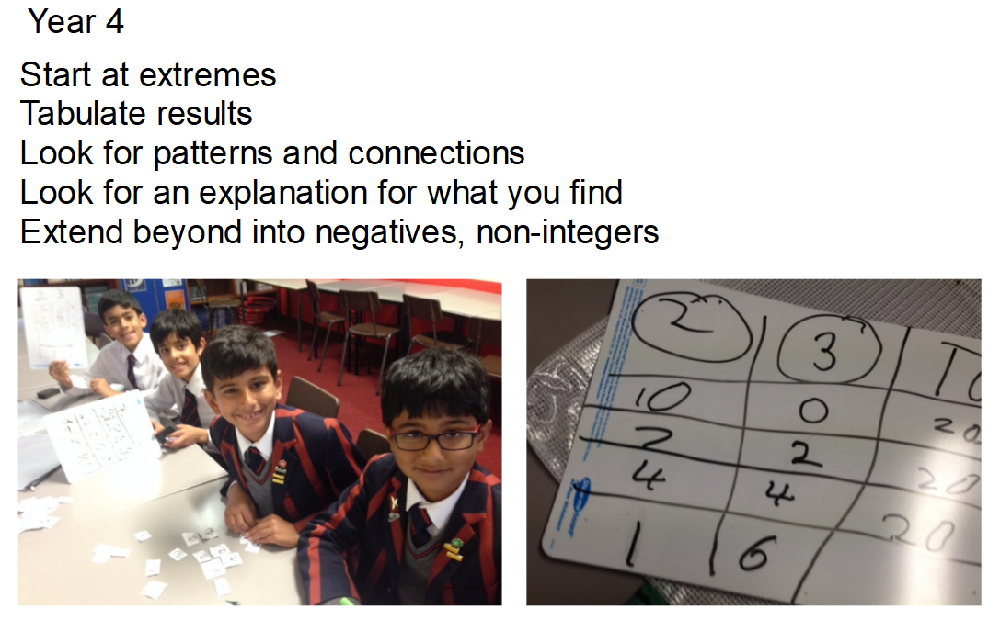 Year 4
Start at extremes
Tabulate results
Look for patterns and connections
Look for an explanation for what you find
Extend beyond into negatives, non-integers
2 3
10 0 20
7 2 20
4 4 20
1 6